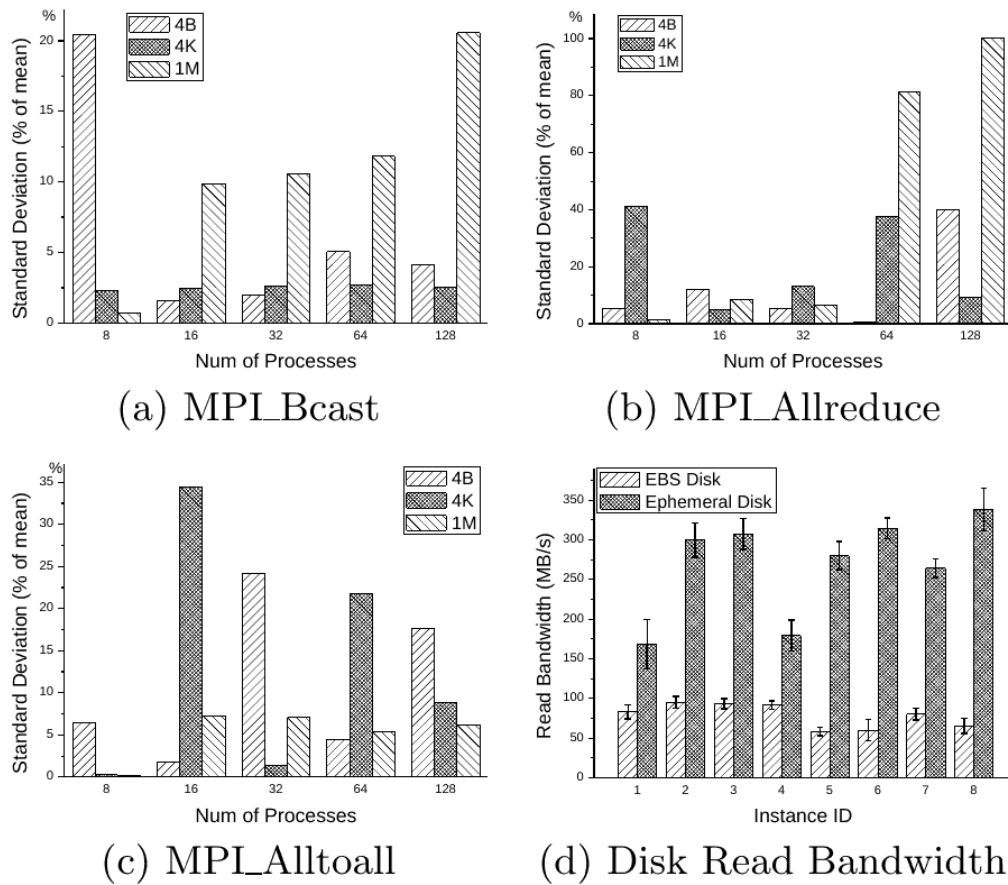 %
4B
4K
1M
Standard Deviation (% of mean)
20
15
10
5
0
8 16 32 64 128
Num of Processes
(a) MPI_Bcast
%
4B
4K
1M
Standard Deviation (% of mean)
100
80
60
40
20
0
8 16 32 64 128
Num of Processes
(b) MPI_Allreduce
%
4B
4K
1M
Standard Deviation (% of mean)
35
30
25
20
15
10
5
0
8 16 32 64 128
Num of Processes
(c) MPI_Alltoall
EBS Disk
Ephemeral Disk
Read Bandwidth (MB/s)
350
300
250
200
150
100
50
0
1 2 3 4 5 6 7 8
Instance ID
(d) Disk Read Bandwidth